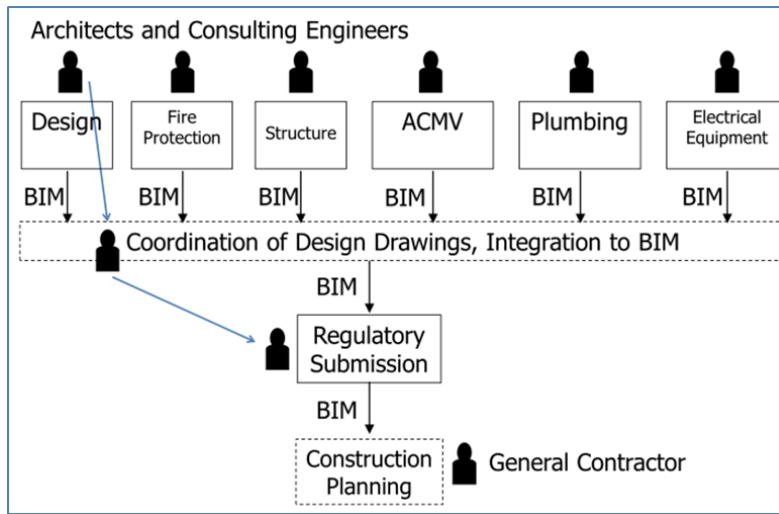 Architects and Consulting Engineers
Design
Fire
Protection
Structure
ACMV
Plumbing
Electrical
Equipment
BIM
BIM
BIM
BIM
BIM
BIM
Coordination of Design Drawings, Integration to BIM
BIM
Regulatory
Submission
BIM
Construction
Planning
General Contractor